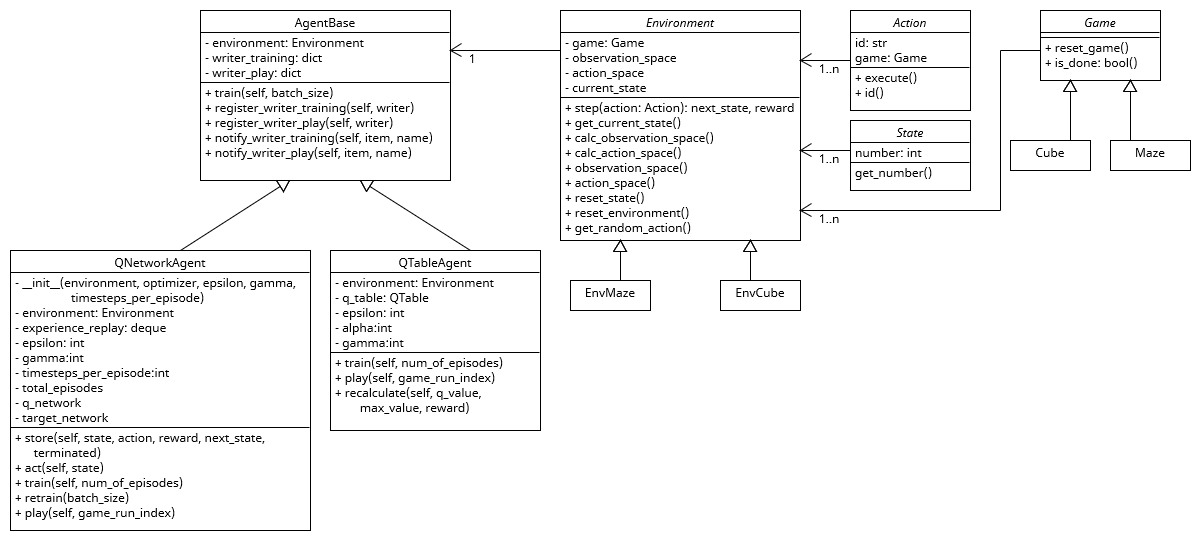 AgentBase
- environment: Environment
- writer_training: dict
- writer_play: dict
+ train(self, batch_size)
+ register_writer_training(self, writer)
+ register_writer_play(self, writer)
+ notify_writer_training(self, item, name)
+ notify_writer_play(self, item, name)
1
Environment
- game: Game
- observation_space
- action_space
- current_state
+ step(action: Action): next_state, reward
+ get_current_state()
+ calc_observation_space()
+ calc_action_space()
+ observation_space()
+ action_space()
+ reset_state()
+ reset_environment()
+ get_random_action()
1..n
1..n
1..n
Action
id: str
game: Game
+ execute()
+ id()
State
number: int
get_number()
Game
+ reset_game()
+ is_done: bool()
Cube
Maze
EnvMaze
EnvCube
QNetworkAgent
- __init__(environment, optimizer, epsilon, gamma,
timesteps_per_episode)
- environment: Environment
- experience_replay: deque
- epsilon: int
- gamma:int
- timesteps_per_episode:int
- total_episodes
- q_network
- target_network
+ store(self, state, action, reward, next_state,
terminated)
+ act(self, state)
+ train(self, num_of_episodes)
+ retrain(batch_size)
+ play(self, game_run_index)
QTableAgent
- environment: Environment
- q_table: QTable
- epsilon: int
- alpha:int
- gamma:int
+ train(self, num_of_episodes)
+ play(self, game_run_index)
+ recalculate(self, q_value,
max_value, reward)